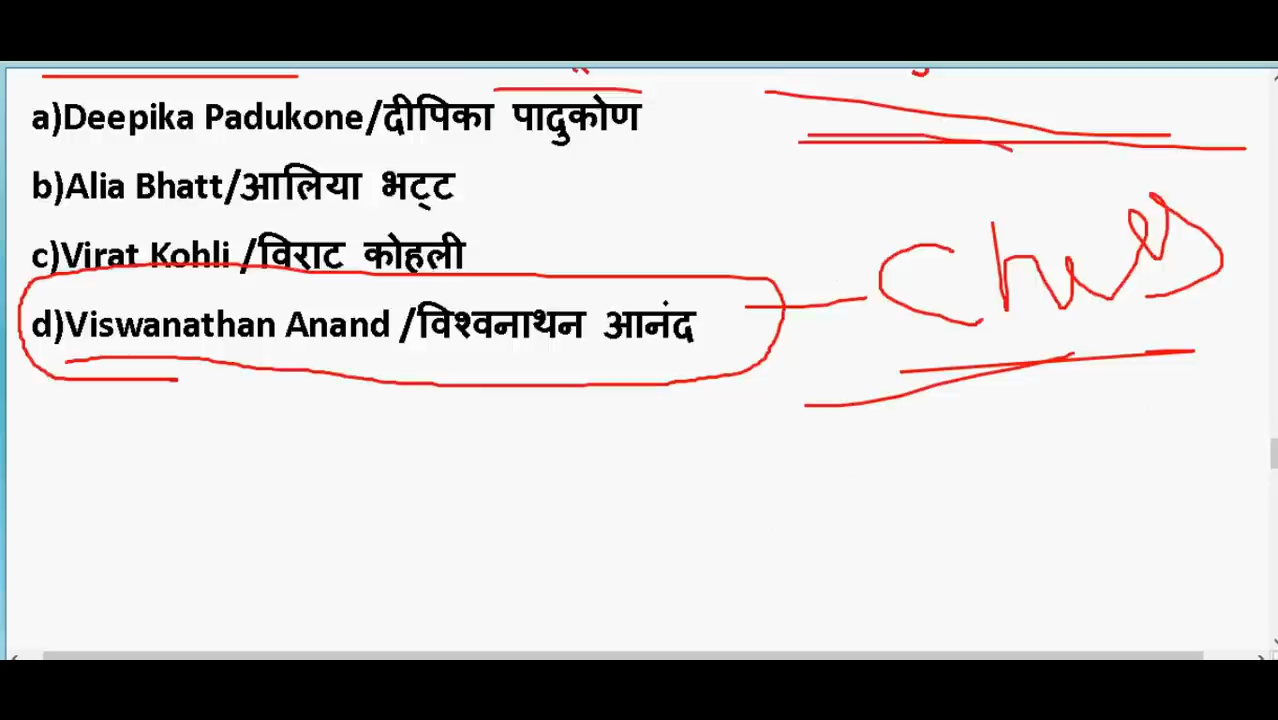 a)Deepika Padukone/दीपिका पादुकोण
b)Alia Bhatt/आलिया भट्ट
c)Virat Kohli /विराट कोहली
d)Viswanathan Anand /विश्वनाथन आनंद
Chess